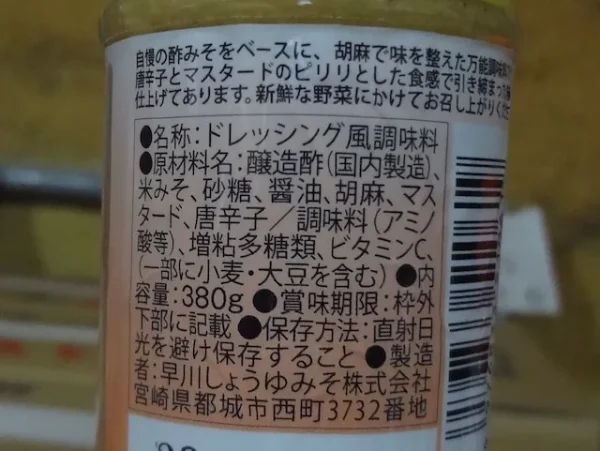 自慢の酢みそをベースに、胡麻で味を整えた万能調味料
唐辛子とマスタードのピリリとした食感で引き締まった
仕上げてあります。新鮮な野菜にかけてお召し上がりくだ
●名称：ドレッシング風調味料
●原材料名：醸造酢（国内製造）、
米みそ、砂糖、醤油、胡麻、マス
タード、唐辛子／調味料（アミノ
酸等）、増粘多糖類、ビタミンC、
（一部に小麦・大豆を含む）●内
容量：380g ●賞味期限：枠外
下部に記載 ●保存方法：直射日
光を避け保存すること ●製造
者：早川しょうゆみそ株式会社
宮崎県都城市西町3732番地